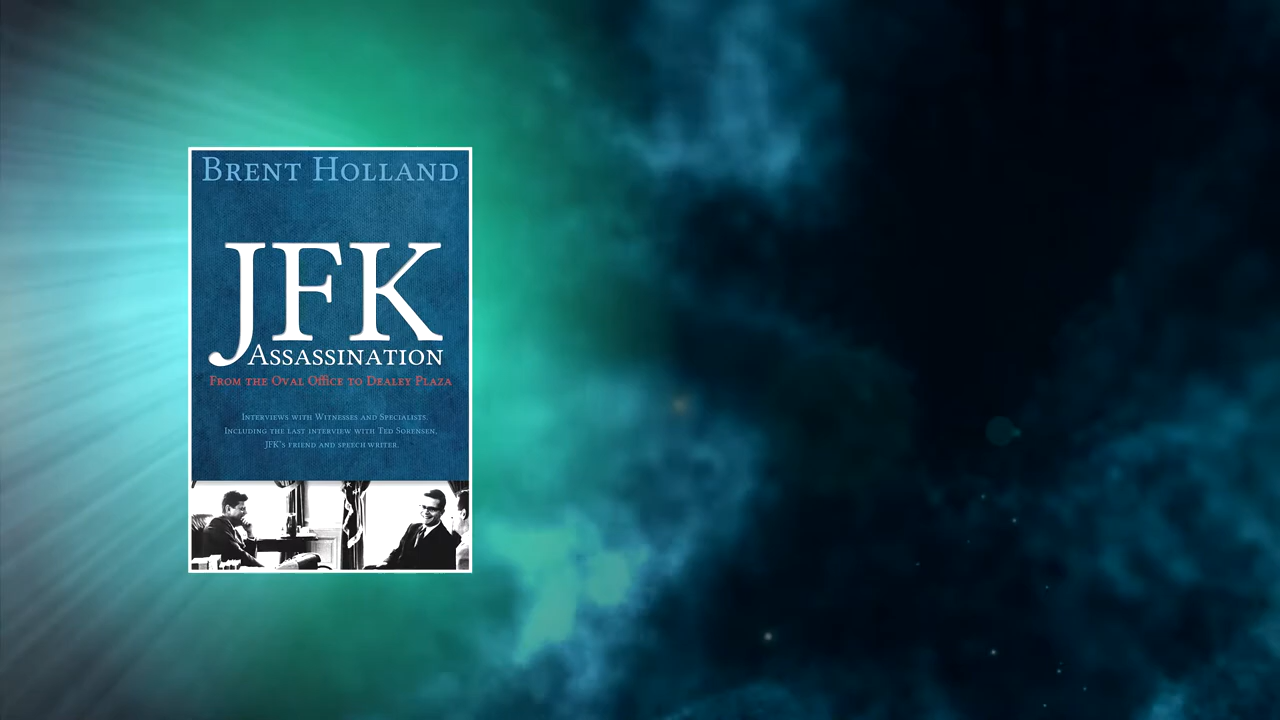 Brent Holland
JFK
Assassination
From the Oval Office to Dealey Plaza
Interviews with Witnesses and Specialists.
Including the last interview with Ted Sorensen,
JFK's friend and speech writer.